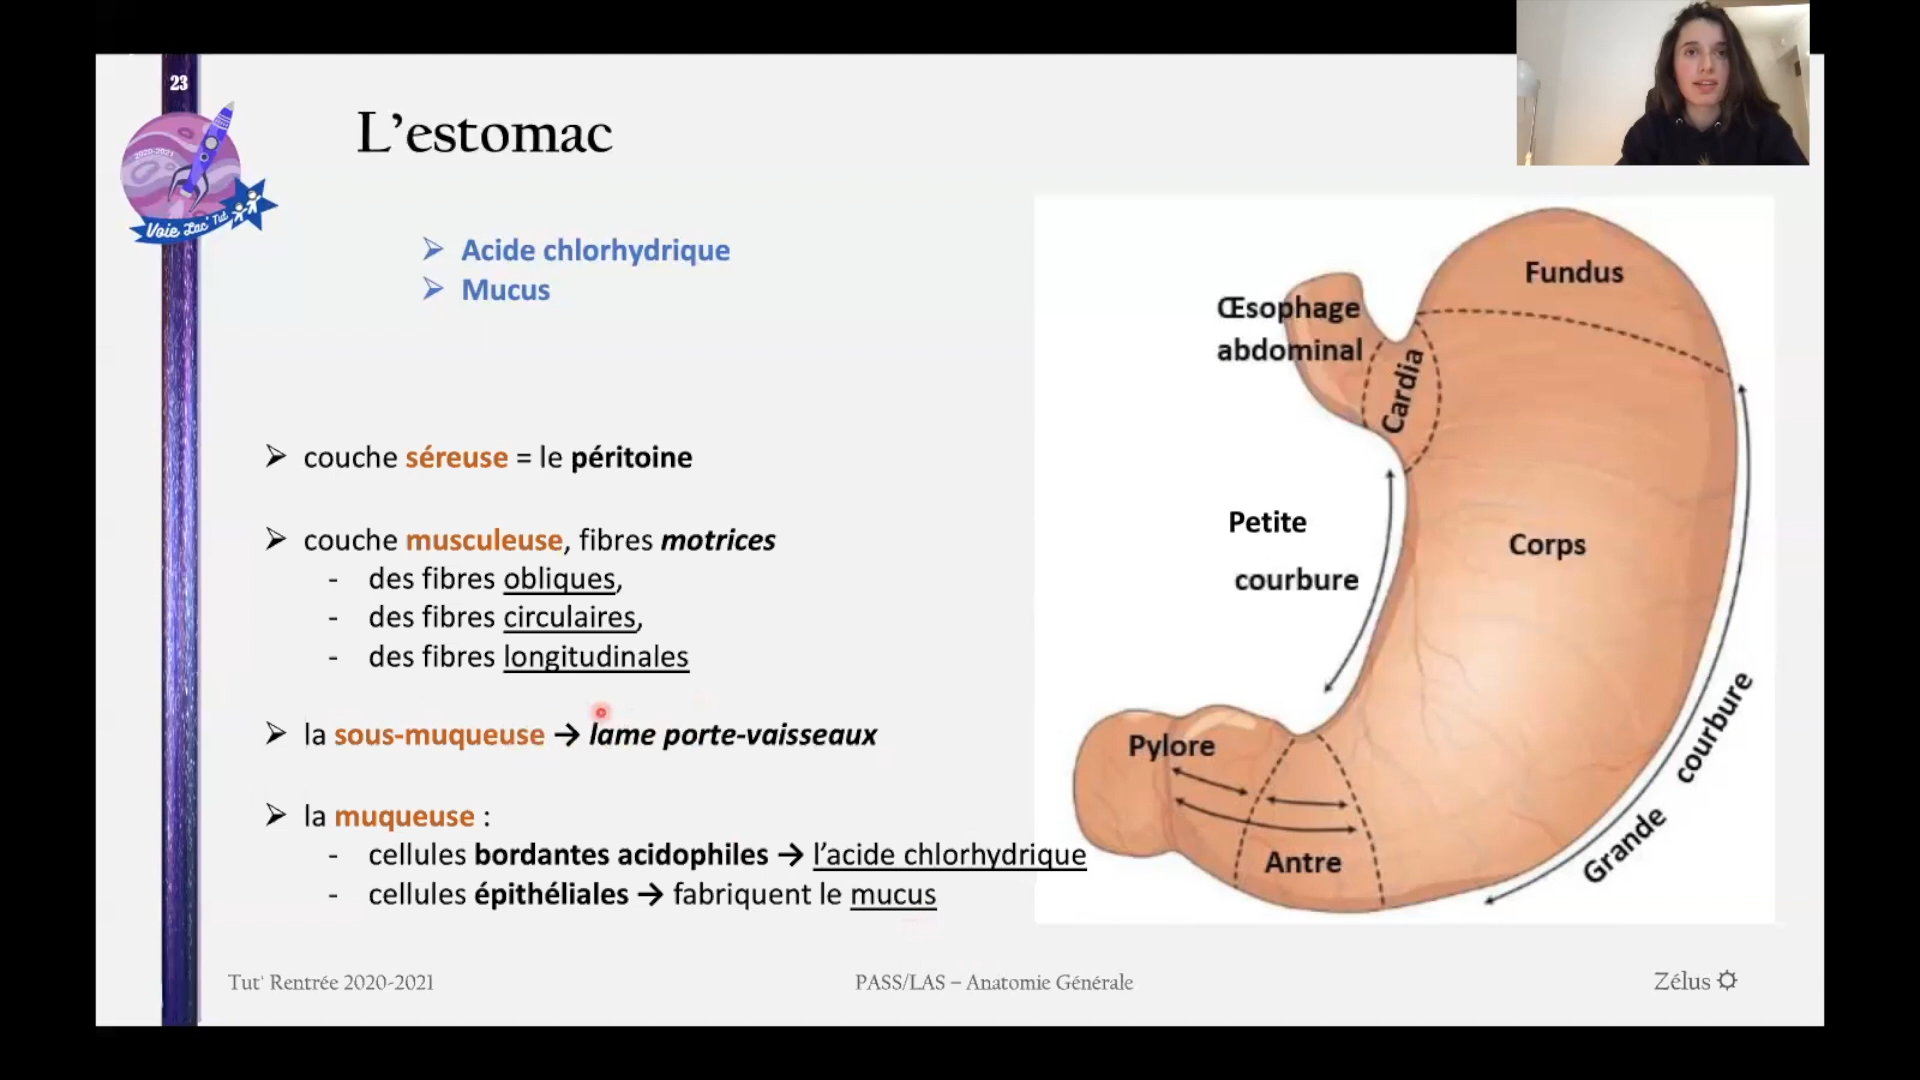 23
L'estomac
2020-2021
Voie Lac' Tut'
➢ Acide chlorhydrique
➢ Mucus
➢ couche séreuse = le péritoine
➢ couche musculeuse, fibres motrices
- des fibres obliques,
- des fibres circulaires,
- des fibres longitudinales
➢ la sous-muqueuse → lame porte-vaisseaux
➢ la muqueuse :
- cellules bordantes acidophiles → l'acide chlorhydrique
- cellules épithéliales → fabriquent le mucus
Fundus
Œsophage
abdominal
Cardia
Petite
courbure
Corps
Pylore
Antre
Grande courbure
Tut' Rentrée 2020-2021
PASS/LAS – Anatomie Générale
Zélus